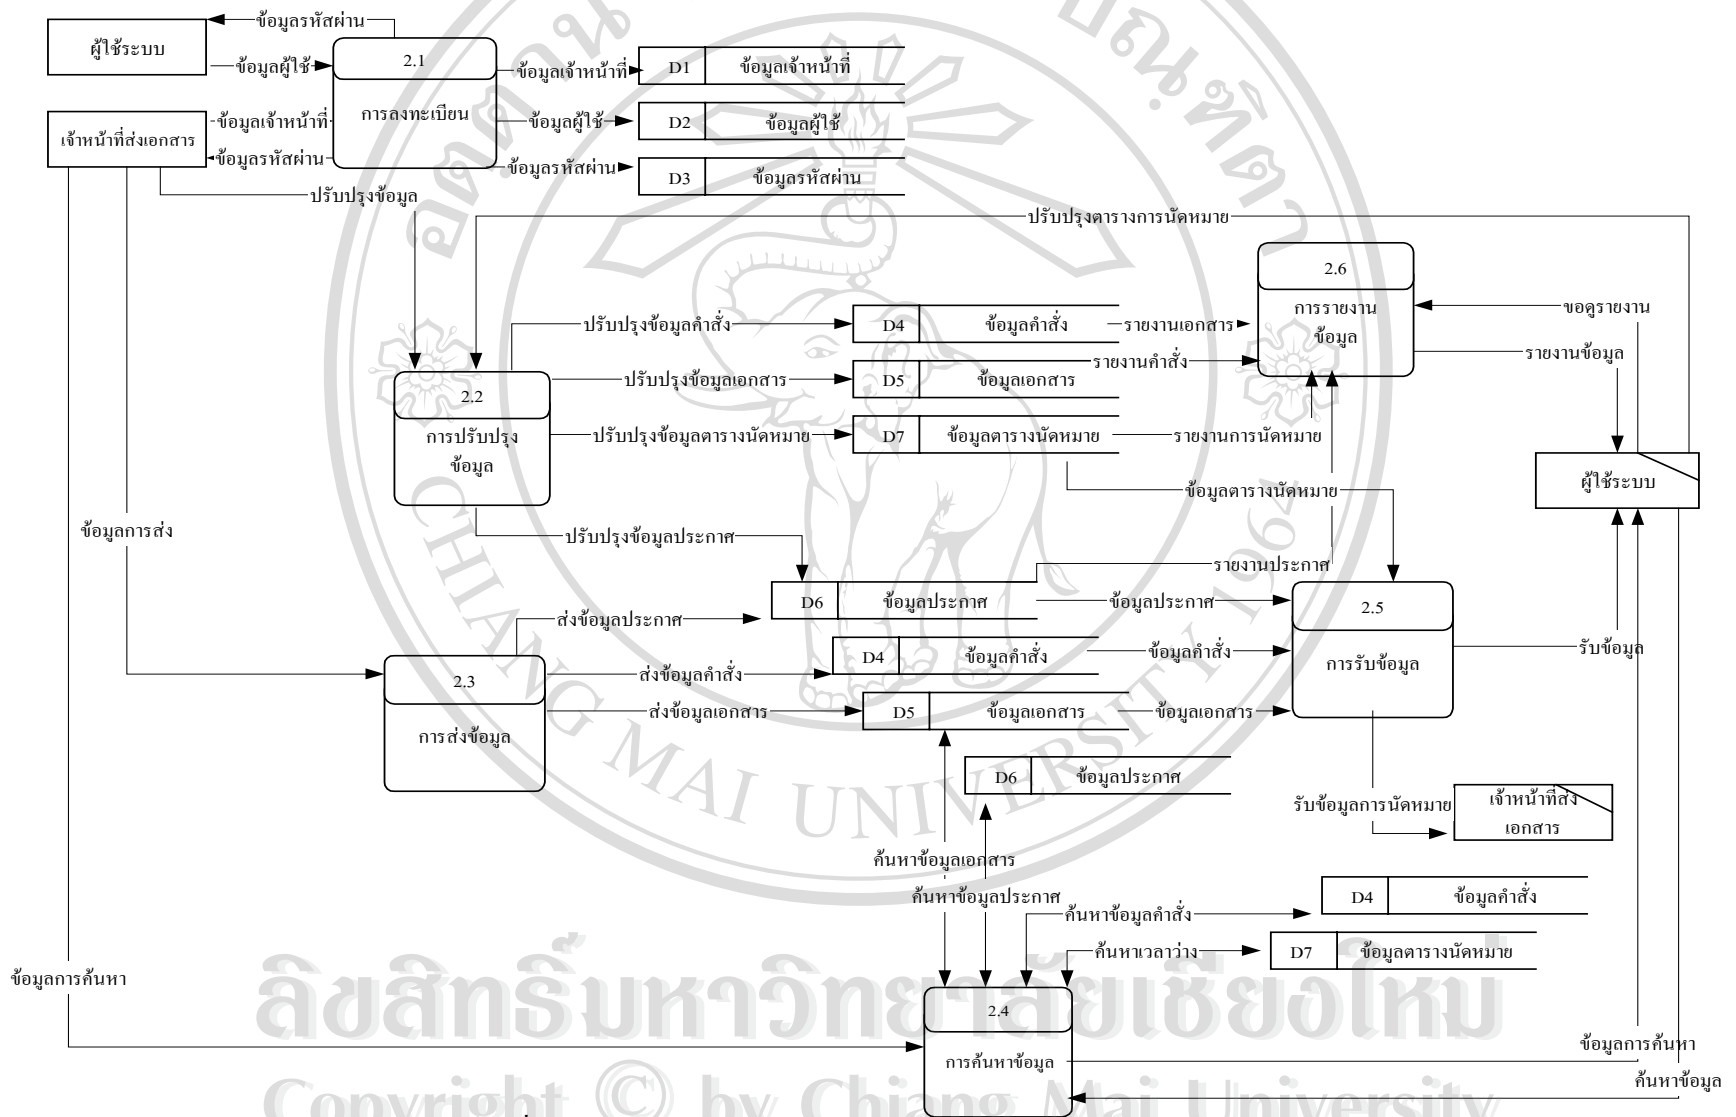 ข้อมูลรหัสผ่าน
ผู้ใช้ระบบ
2.1
ข้อมูลผู้ใช้
ข้อมูลเจ้าหน้าที่
D1 ข้อมูลเจ้าหน้าที่
การลงทะเบียน
ข้อมูลเจ้าหน้าที่
ข้อมูลผู้ใช้
D2 ข้อมูลผู้ใช้
เจ้าหน้าที่ส่งเอกสาร
ข้อมูลรหัสผ่าน
ข้อมูลรหัสผ่าน
D3 ข้อมูลรหัสผ่าน
ปรับปรุงข้อมูล
ปรับปรุงตารางการนัดหมาย
2.6
การรายงาน
ข้อมูล
ขอดูรายงาน
ปรับปรุงข้อมูลคำสั่ง
D4 ข้อมูลคำสั่ง
รายงานเอกสาร
รายงานข้อมูล
รายงานคำสั่ง
ปรับปรุงข้อมูลเอกสาร
D5 ข้อมูลเอกสาร
2.2
การปรับปรุง
ข้อมูล
ปรับปรุงข้อมูลตารางนัดหมาย
D7 ข้อมูลตารางนัดหมาย
รายงานการนัดหมาย
ผู้ใช้ระบบ
ข้อมูลตารางนัดหมาย
ข้อมูลการส่ง
ปรับปรุงข้อมูลประกาศ
รายงานประกาศ
D6 ข้อมูลประกาศ
ข้อมูลประกาศ
2.5
การรับข้อมูล
ส่งข้อมูลประกาศ
รับข้อมูล
D4 ข้อมูลคำสั่ง
ข้อมูลคำสั่ง
2.3
การส่งข้อมูล
ส่งข้อมูลคำสั่ง
ส่งข้อมูลเอกสาร
D5 ข้อมูลเอกสาร
ข้อมูลเอกสาร
D6 ข้อมูลประกาศ
รับข้อมูลการนัดหมาย
เจ้าหน้าที่ส่ง
เอกสาร
ค้นหาข้อมูลเอกสาร
ค้นหาข้อมูลประกาศ
D4 ข้อมูลคำสั่ง
ค้นหาข้อมูลคำสั่ง
ค้นหาเวลาว่าง
D7 ข้อมูลตารางนัดหมาย
ข้อมูลการค้นหา
2.4
การค้นหาข้อมูล
ข้อมูลการค้นหา
ค้นหาข้อมูล
CHIANG MAI UNIVERSITY 1964
ลิขสิทธิ์มหาวิทยาลัยเชียงใหม่
Copyright © by Chiang Mai University